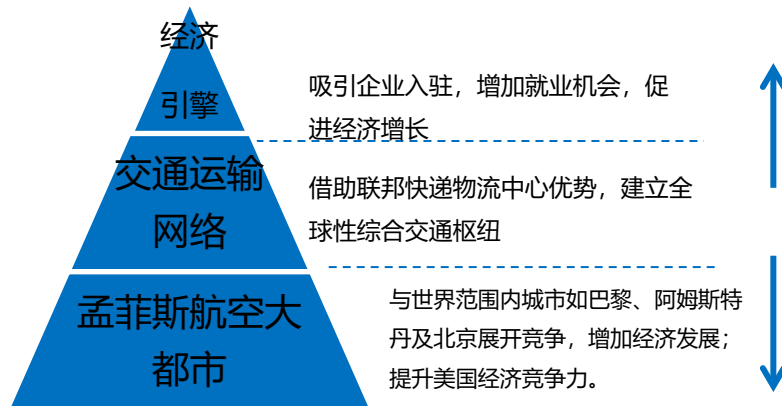 经济
引擎
吸引企业入驻，增加就业机会，促
进经济增长
交通运输
网络
借助联邦快递物流中心优势，建立全
球性综合交通枢纽
孟菲斯航空大
都市
与世界范围内城市如巴黎、阿姆斯特
丹及北京展开竞争，增加经济发展；
提升美国经济竞争力。